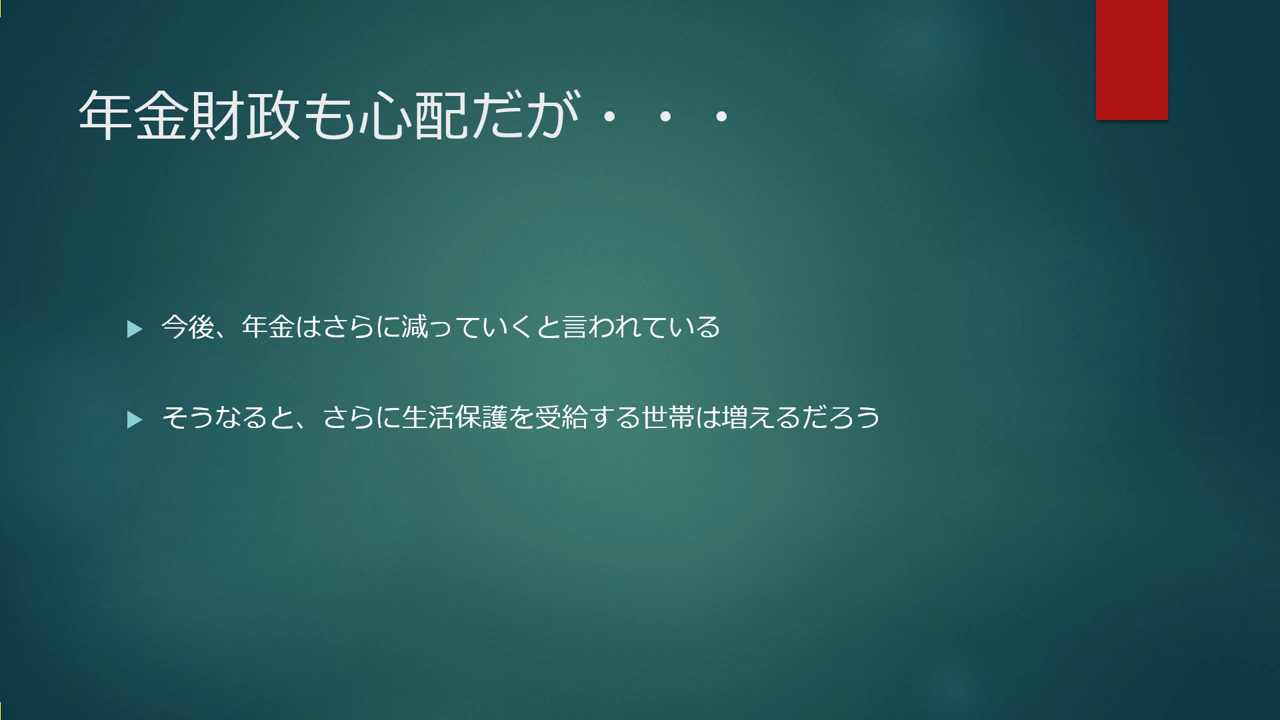 年金財政も心配だが・・・
今後、年金はさらに減っていくと言われている
そうなると、さらに生活保護を受給する世帯は増えるだろう